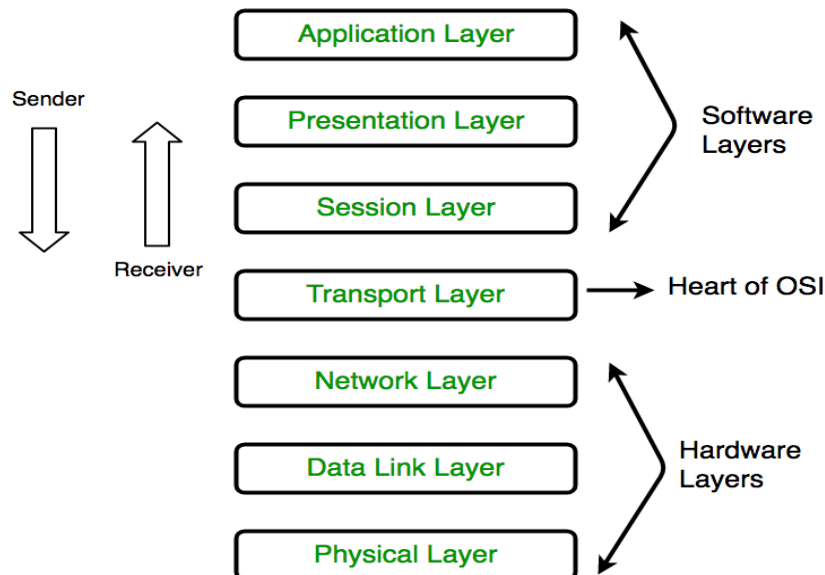 Application Layer
Sender
Presentation Layer
Software
Layers
Session Layer
Receiver
Transport Layer
Heart of OSI
Network Layer
Data Link Layer
Hardware
Layers
Physical Layer